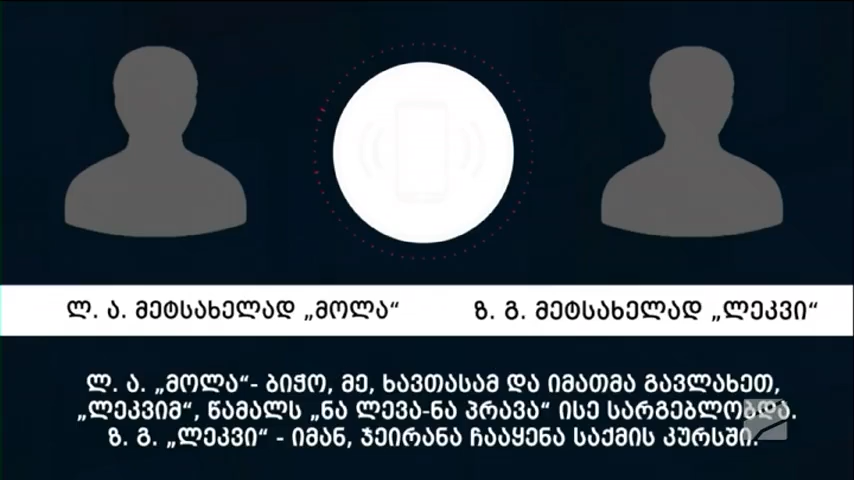 ლ. ა. მეტსახელად „მოლა“
ზ. გ. მეტსახელად „ლეკვი“
ლ. ა. „მოლა“- ბიჭო, მე, ხავთასამ და იმათმა გავლახეთ,
„ლეკვიმ“, წამალს „ნა ლევა-ნა პრავა“ ისე სარგებლობდა.
ზ. გ. „ლეკვი“ - იმან, ჯეირანა ჩააყენა საქმის კურსში.